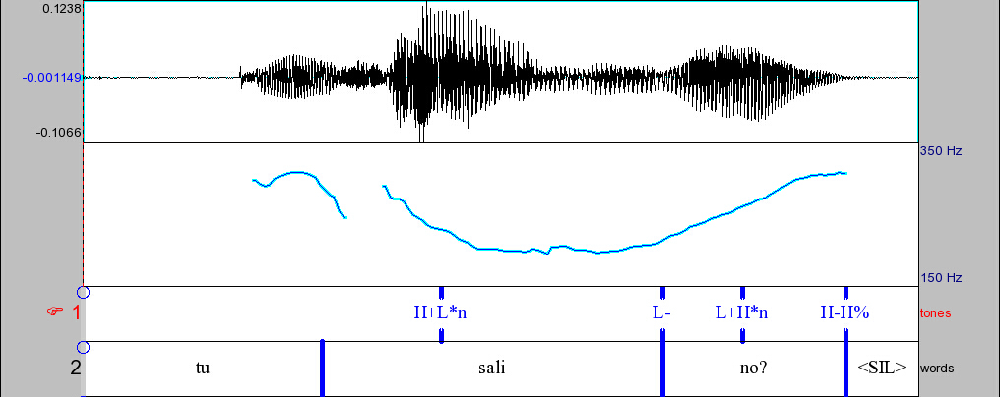 0.1238
-0.001149
-0.1066
350 Hz
150 Hz
☞ 1 H+L*n L- L+H*n H-H% tones
2 tu sali no? <SIL> words